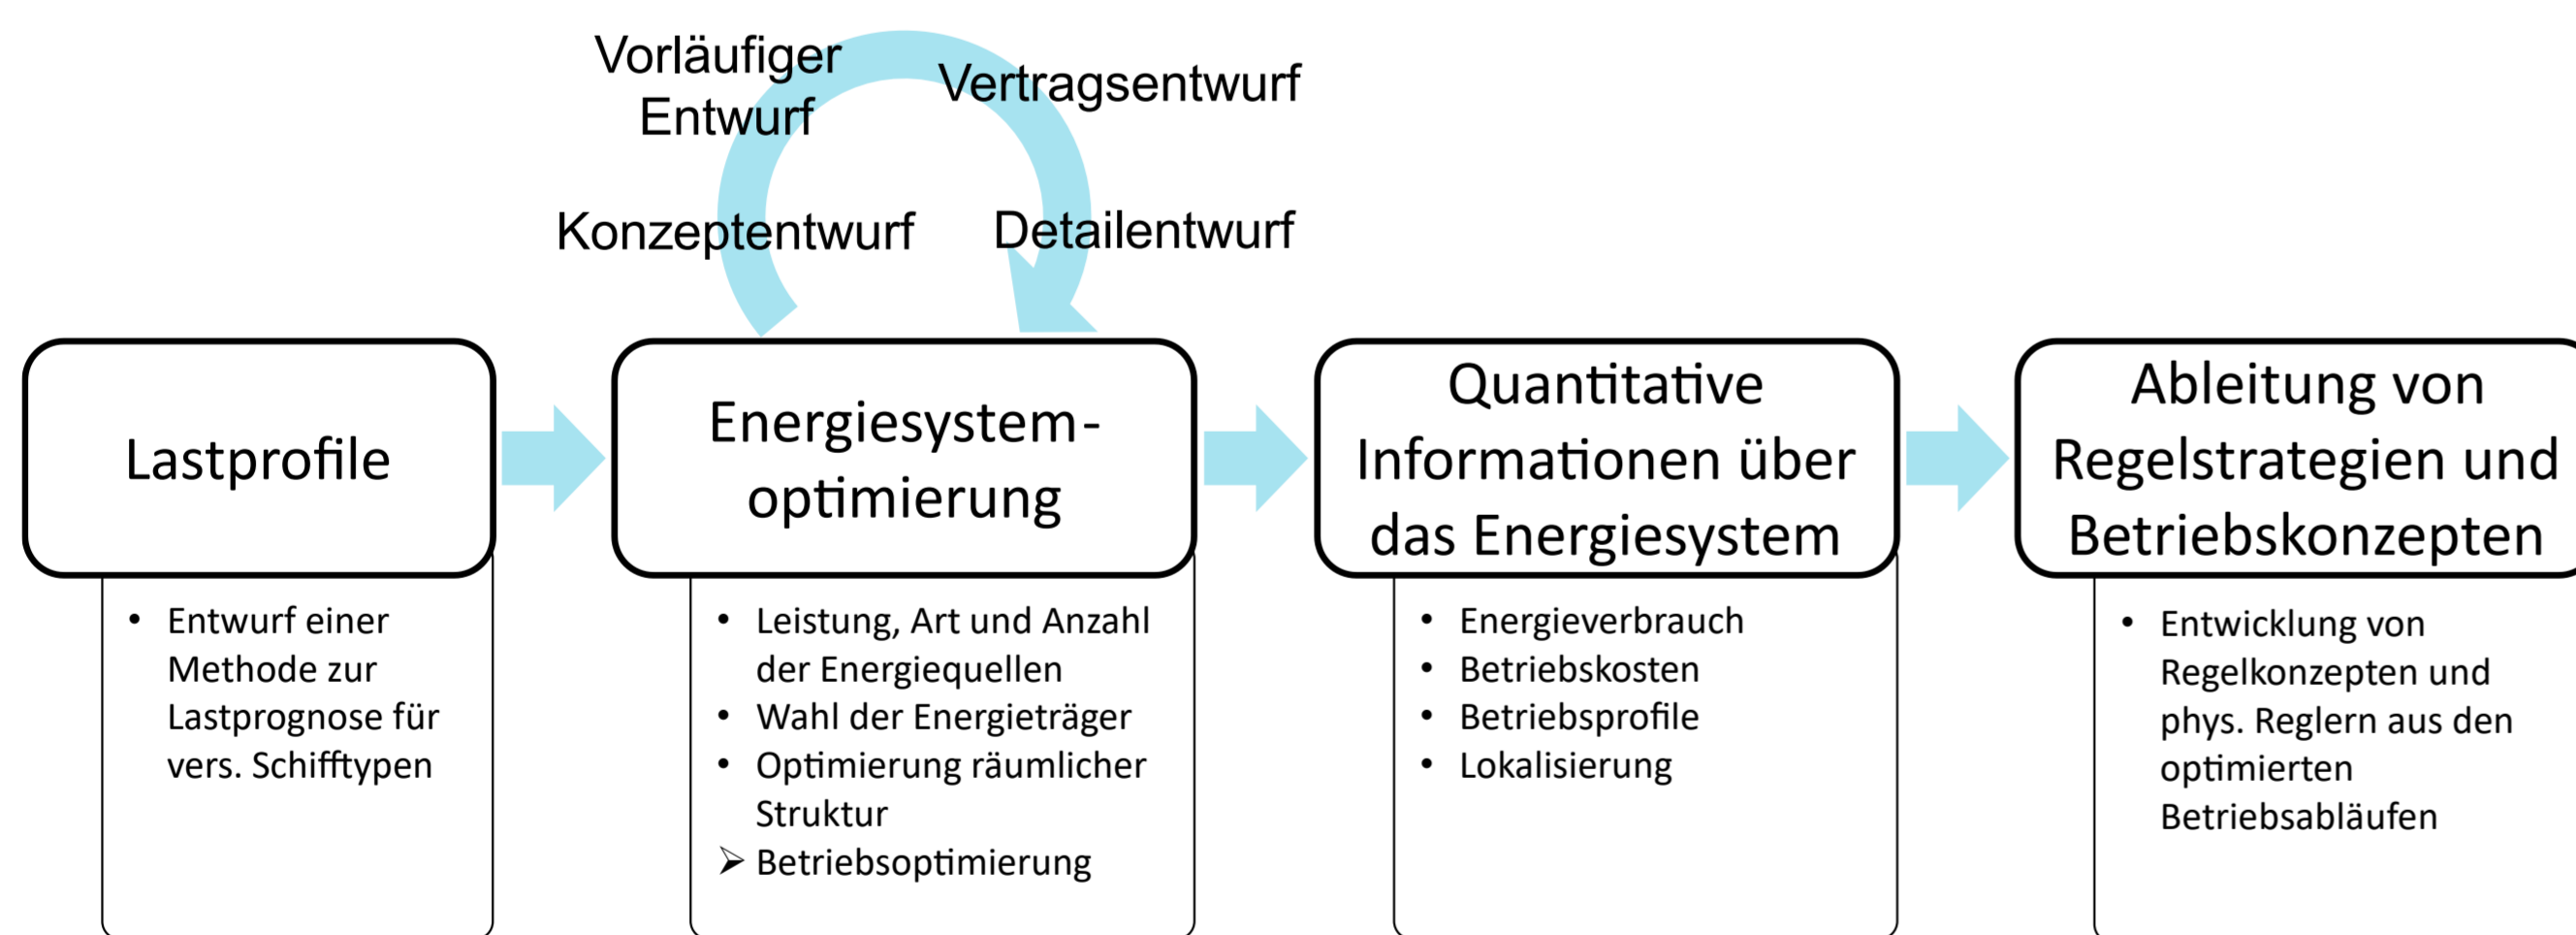 Vorläufiger
Entwurf
Vertragsentwurf
Konzeptentwurf
Detailentwurf
Lastprofile
• Entwurf einer
Methode zur
Lastprognose für
vers. Schifftypen
Energiesystem-
optimierung
• Leistung, Art und Anzahl
der Energiequellen
• Wahl der Energieträger
• Optimierung räumlicher
Struktur
➢ Betriebsoptimierung
Quantitative
Informationen über
das Energiesystem
• Energieverbrauch
• Betriebskosten
• Betriebsprofile
• Lokalisierung
Ableitung von
Regelstrategien und
Betriebskonzepten
• Entwicklung von
Regelkonzepten und
phys. Reglern aus den
optimierten
Betriebsabläufen